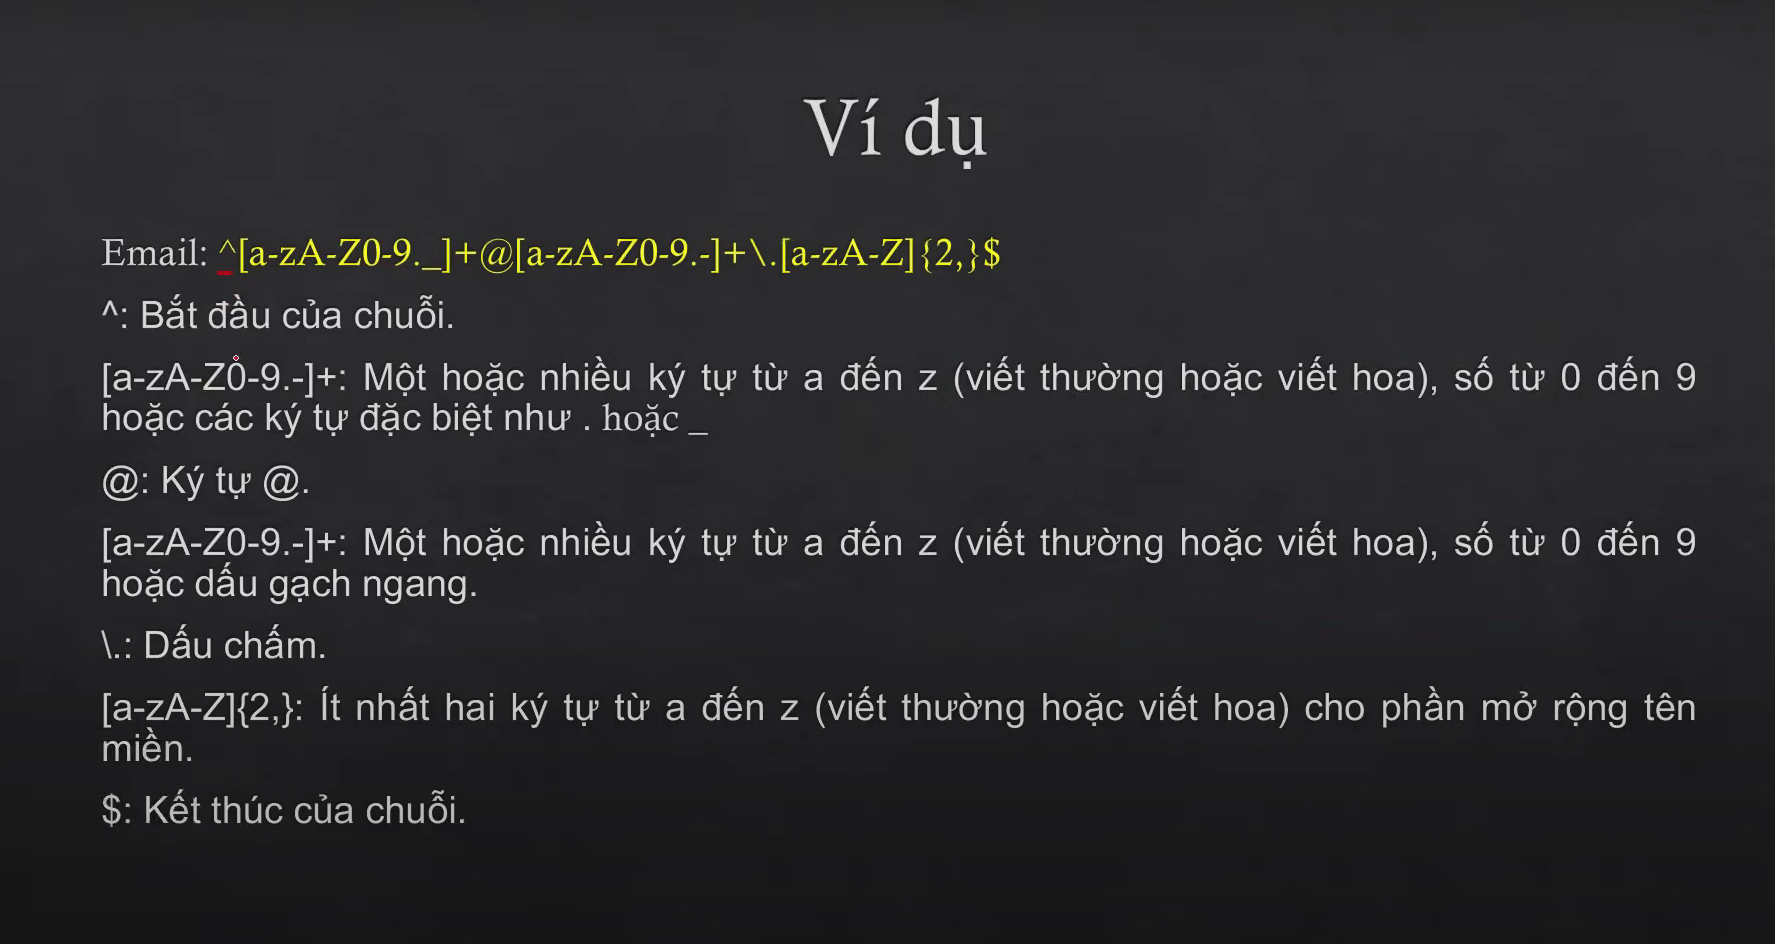 Ví dụ
Email: ^[a-zA-Z0-9._]+@[a-zA-Z0-9.-]+\.[a-zA-Z]{2,}$
^: Bắt đầu của chuỗi.
[a-zA-Z0-9.-]+: Một hoặc nhiều ký tự từ a đến z (viết thường hoặc viết hoa), số từ 0 đến 9
hoặc các ký tự đặc biệt như . hoặc _
@: Ký tự @.
[a-zA-Z0-9.-]+: Một hoặc nhiều ký tự từ a đến z (viết thường hoặc viết hoa), số từ 0 đến 9
hoặc dấu gạch ngang.
\.: Dấu chấm.
[a-zA-Z]{2,}: Ít nhất hai ký tự từ a đến z (viết thường hoặc viết hoa) cho phần mở rộng tên
miền.
$: Kết thúc của chuỗi.